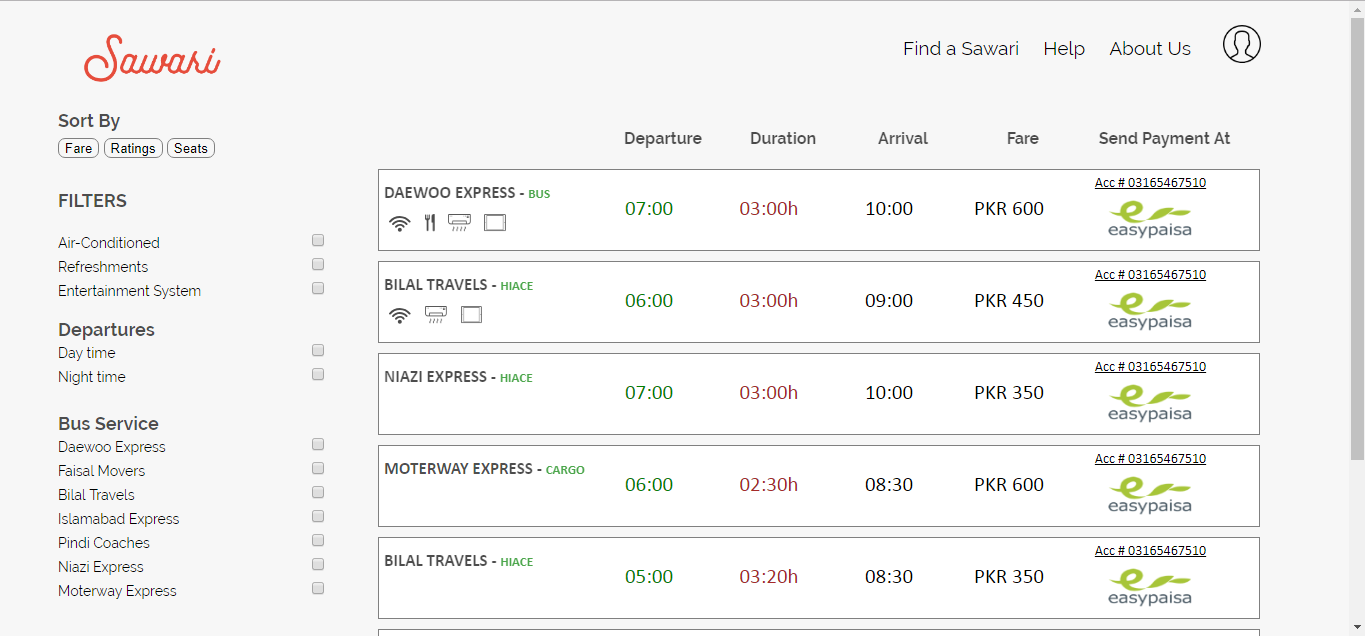 Sawari
Find a Sawari Help About Us
Sort By
Fare Ratings Seats
FILTERS
Air-Conditioned
Refreshments
Entertainment System
Departures
Day time
Night time
Bus Service
Daewoo Express
Faisal Movers
Bilal Travels
Islamabad Express
Pindi Coaches
Niazi Express
Moterway Express
Departure Duration Arrival Fare Send Payment At
DAEWOO EXPRESS - BUS
07:00 03:00h 10:00 PKR 600
Acc # 03165467510
easypaisa
BILAL TRAVELS - HIACE
06:00 03:00h 09:00 PKR 450
Acc # 03165467510
easypaisa
NIAZI EXPRESS - HIACE
07:00 03:00h 10:00 PKR 350
Acc # 03165467510
easypaisa
MOTERWAY EXPRESS - CARGO
06:00 02:30h 08:30 PKR 600
Acc # 03165467510
easypaisa
BILAL TRAVELS - HIACE
05:00 03:20h 08:30 PKR 350
Acc # 03165467510
easypaisa